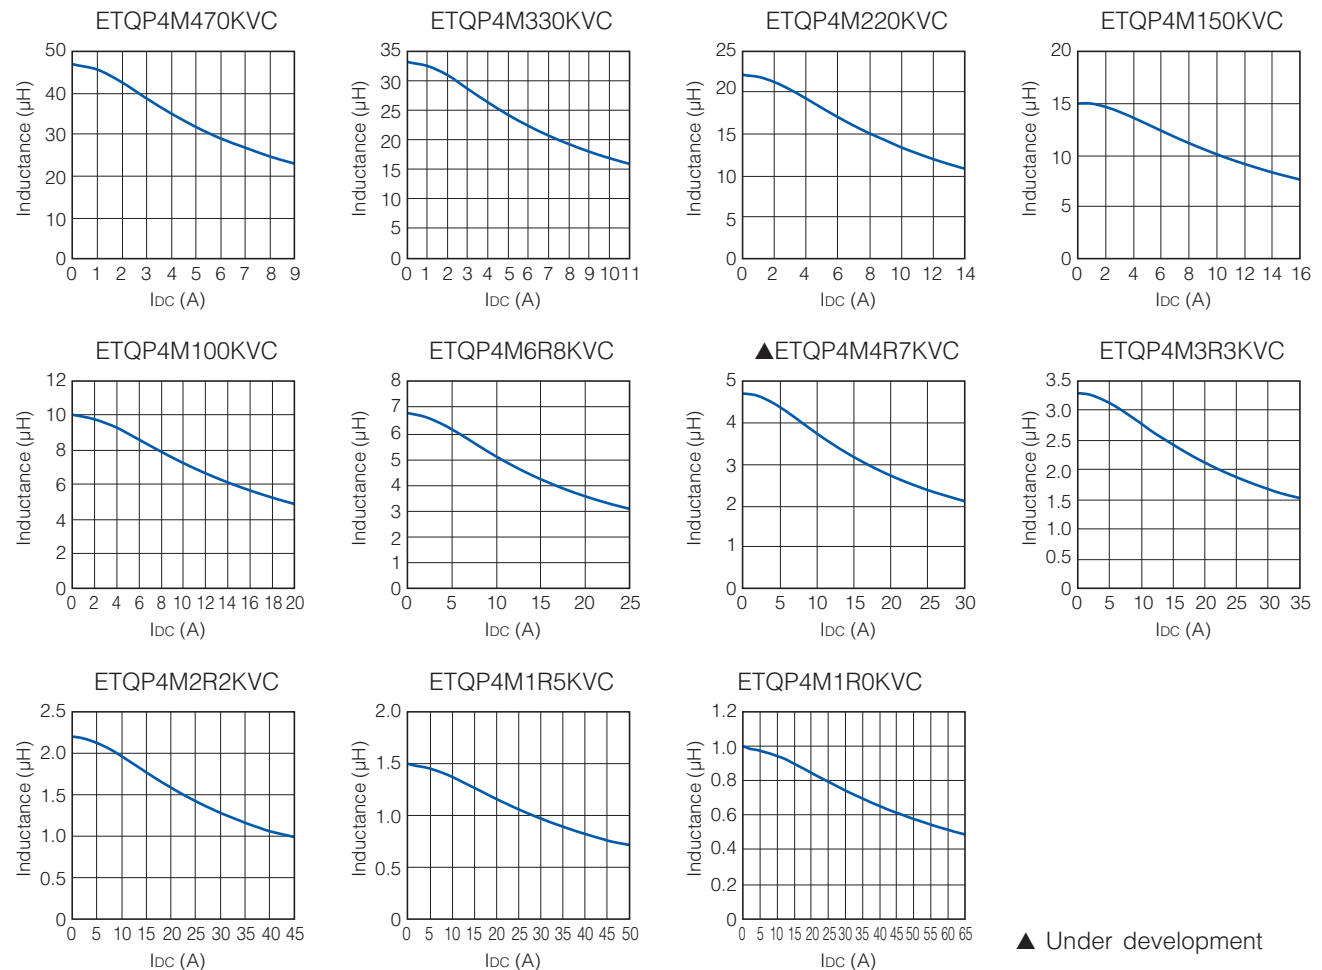 ETQP4M470KVC
Inductance (µH)
50
40
30
20
10
0
0 1 2 3 4 5 6 7 8 9
IDC (A)
ETQP4M330KVC
Inductance (µH)
35
30
25
20
15
10
5
0
0 1 2 3 4 5 6 7 8 9 10 11
IDC (A)
ETQP4M220KVC
Inductance (µH)
25
20
15
10
5
0
0 2 4 6 8 10 12 14
IDC (A)
ETQP4M150KVC
Inductance (µH)
20
15
10
5
0
0 2 4 6 8 10 12 14 16
IDC (A)
ETQP4M100KVC
Inductance (µH)
12
10
8
6
4
2
0
0 2 4 6 8 10 12 14 16 18 20
IDC (A)
ETQP4M6R8KVC
Inductance (µH)
8
7
6
5
4
3
2
1
0
0 5 10 15 20 25
IDC (A)
▲ETQP4M4R7KVC
Inductance (µH)
5
4
3
2
1
0
0 5 10 15 20 25 30
IDC (A)
ETQP4M3R3KVC
Inductance (µH)
3.5
3.0
2.5
2.0
1.5
1.0
0.5
0
0 5 10 15 20 25 30 35
IDC (A)
ETQP4M2R2KVC
Inductance (µH)
2.5
2.0
1.5
1.0
0.5
0
0 5 10 15 20 25 30 35 40 45
IDC (A)
ETQP4M1R5KVC
Inductance (µH)
2.0
1.5
1.0
0.5
0
0 5 10 15 20 25 30 35 40 45 50
IDC (A)
ETQP4M1R0KVC
Inductance (µH)
1.2
1.0
0.8
0.6
0.4
0.2
0
0 5 10 15 20 25 30 35 40 45 50 55 60 65
IDC (A)
▲ Under development